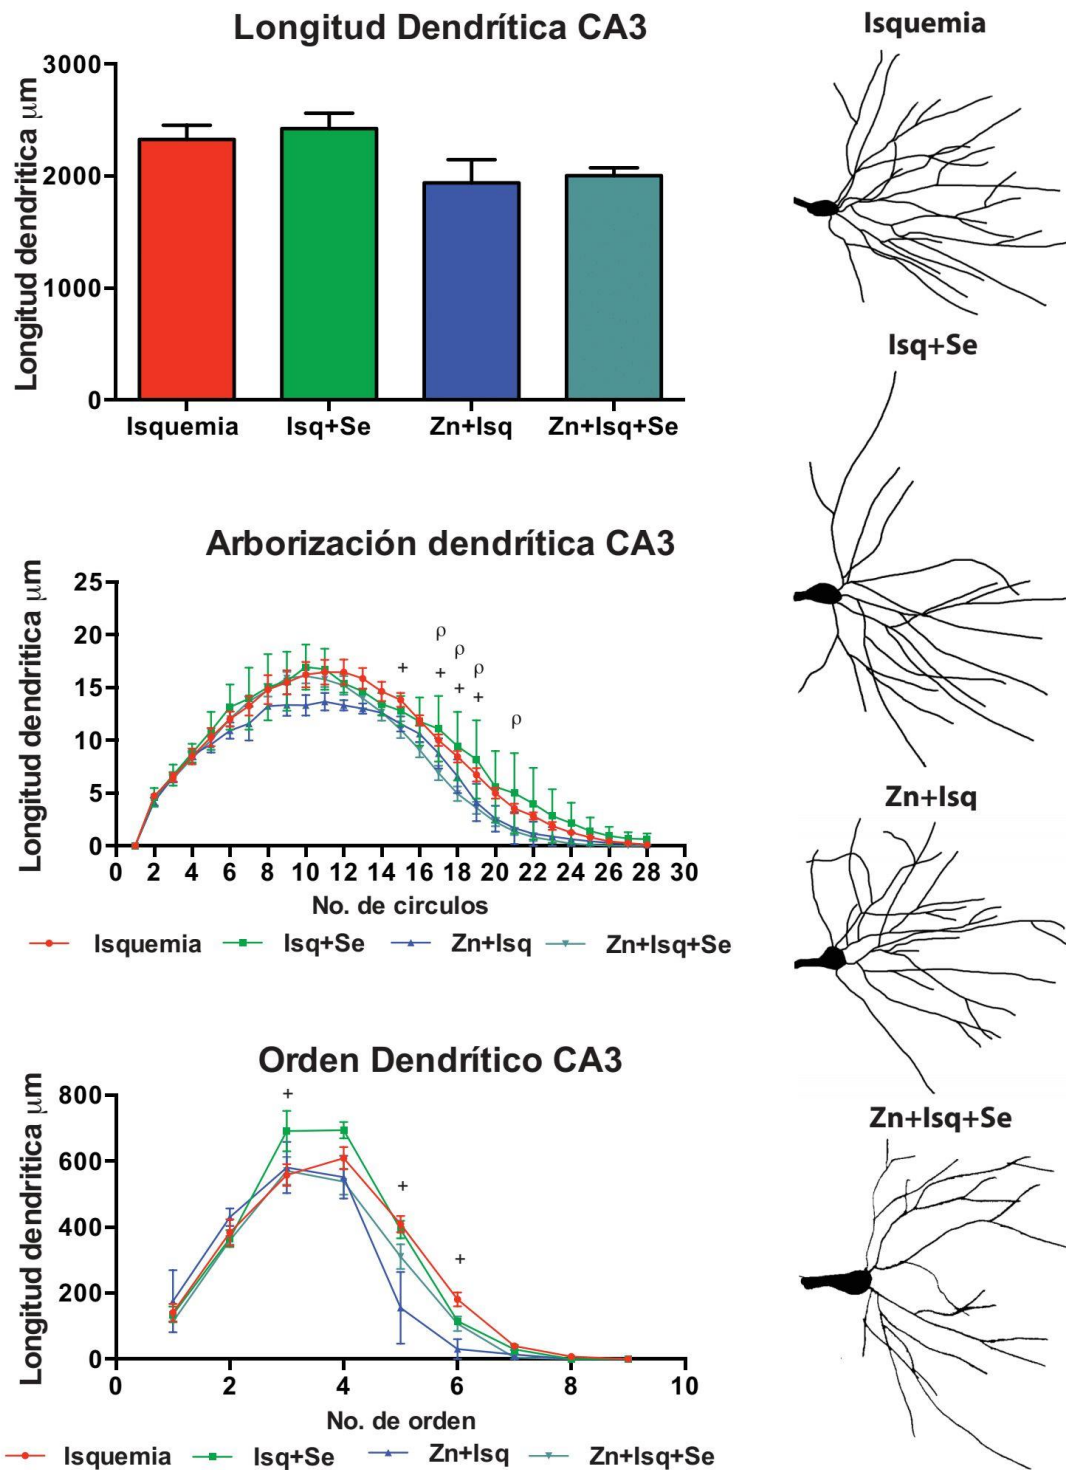 Longitud Dendrítica CA3
Longitud dendritica μm
3000
2000
1000
0
Isquemia Isq+Se Zn+Isq Zn+Isq+Se
Arborización dendrítica CA3
Longitud dendrítica μm
25
20
15
10
5
0
ρ
ρ
+ + ρ
+ +
ρ
0 2 4 6 8 10 12 14 16 18 20 22 24 26 28 30
No. de circulos
Isquemia Isq+Se Zn+Isq Zn+Isq+Se
Orden Dendrítico CA3
Longitud dendrítica μm
800
600
400
200
0
+
+
+
0 2 4 6 8 10
No. de orden
Isquemia Isq+Se Zn+Isq Zn+Isq+Se
Isquemia
Isq+Se
Zn+Isq
Zn+Isq+Se